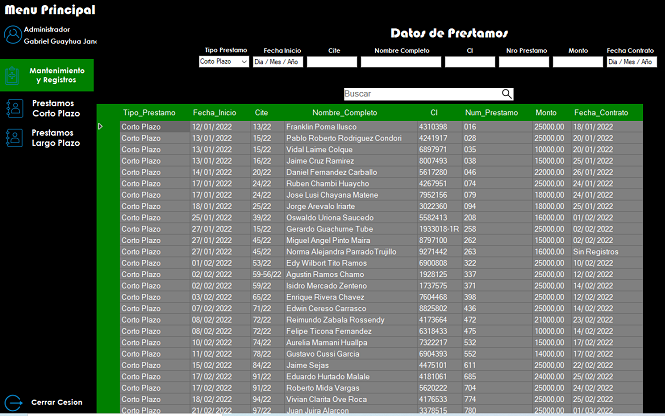 Menu Principal
Administrador
Gabriel Guayhua Jano
Mantenimiento
y Registros
Prestamos
Corto Plazo
Prestamos
Largo Plazo
Cerrar Cesion
Datos de Prestamos
Tipo Prestamo Fecha Inicio Cite Nombre Completo CI Nro Prestamo Monto Fecha Contrato
Corto Plazo Dia / Mes / Año Dia / Mes / Año
Buscar
Tipo_Prestamo Fecha_Inicio Cite Nombre_Completo CI Num_Prestamo Monto Fecha_Contrato
Corto Plazo 12/01/2022 13/22 Franklin Poma Ilusco 4310398 016 25000,00 18/01/2022
Corto Plazo 13/01/2022 15/22 Pablo Roberto Rodriguez Condori 4241917 028 25000,00 20/01/2022
Corto Plazo 13/01/2022 15/22 Vidal Laime Colque 6897971 035 10000,00 20/01/2022
Corto Plazo 13/01/2022 16/22 Jaime Cruz Ramirez 8007493 038 15000,00 25/01/2022
Corto Plazo 14/01/2022 20/22 Daniel Fernandez Carballo 5617280 046 22000,00 26/01/2022
Corto Plazo 17/01/2022 24/22 Ruben Chambi Huaycho 4267951 074 25000,00 24/01/2022
Corto Plazo 17/01/2022 24/22 Jose Lusi Chayana Matene 7952156 079 18000,00 24/01/2022
Corto Plazo 18/01/2022 25/22 Jorge Arevalo Iriarte 3022360 094 18000,00 25/01/2022
Corto Plazo 25/01/2022 39/22 Oswaldo Uriona Saucedo 5582413 208 16000,00 01/02/2022
Corto Plazo 27/01/2022 15/22 Gerardo Guachume Tube 1933018-1R 258 25000,00 02/02/2022
Corto Plazo 27/01/2022 45/22 Miguel Angel Pinto Maira 8797100 262 15000,00 02/02/2022
Corto Plazo 27/01/2022 45/22 Norma Alejandra ParradoTrujillo 9271442 263 16000,00 Sin Registros
Corto Plazo 01/02/2022 53/22 Edy Wilbort Tito Ramos 6900808 322 25000,00 10/02/2022
Corto Plazo 02/02/2022 59-56/22 Agustin Ramos Chamo 1928125 337 25000,00 12/02/2022
Corto Plazo 02/02/2022 59/22 Isidro Mercado Zenteno 1737575 371 25000,00 14/02/2022
Corto Plazo 03/02/2022 65/22 Enrique Rivera Chavez 7604468 398 25000,00 12/02/2022
Corto Plazo 07/02/2022 71/22 Edwin Cereso Carrasco 8825802 436 25000,00 14/02/2022
Corto Plazo 08/02/2022 72/22 Reimundo Zabala Rossendy 4173664 472 21000,00 23/02/2022
Corto Plazo 08/02/2022 72/22 Felipe Ticona Fernandez 6318433 475 10000,00 14/02/2022
Corto Plazo 10/02/2022 74/22 Aurelia Mamani Huallpa 7322217 532 15000,00 17/02/2022
Corto Plazo 11/02/2022 78/22 Gustavo Cussi Garcia 6904393 552 14000,00 17/02/2022
Corto Plazo 15/02/2022 84/22 Jaime Sejas 4475101 611 25000,00 22/02/2022
Corto Plazo 17/02/2022 91/22 Eduardo Hurtado Malale 4181061 685 24000,00 25/02/2022
Corto Plazo 17/02/2022 91/22 Roberto Mida Vargas 5620222 704 25000,00 24/02/2022
Corto Plazo 18/02/2022 94/22 Vivian Clarita Ove Roca 4176533 774 25000,00 25/02/2022
Corto Plazo 21/02/2022 97/22 Juan Juira Alarcon 3378515 780 25000,00 01/03/2022